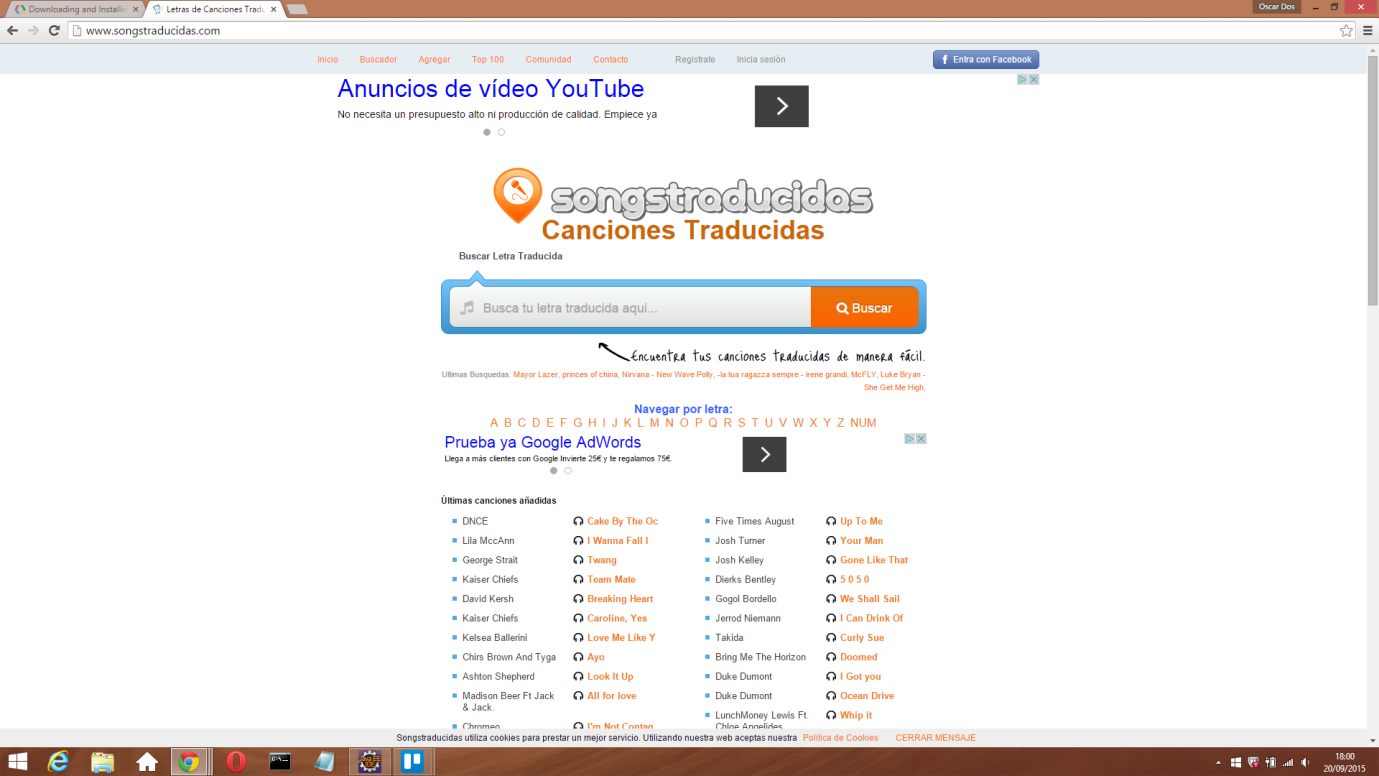 Downloading and Installin
Letras de Canciones Tradu
Oscar Dos
www.songstraducidas.com
Inicio Buscador Agregar Top 100 Comunidad Contacto Registrate Inicia sesión Entra con Facebook
Anuncios de vídeo YouTube
No necesita un presupuesto alto ni producción de calidad. Empiece ya
songstraducidas
Canciones Traducidas
Buscar Letra Traducida
Busca tu letra traducida aqui... Buscar
Encuentra tus canciones traducidas de manera fácil.
Ultimas Busquedas: Mayor Lazer, princes of china, Nirvana - New Wave Polly, -la tua ragazza sempre - irene grandi, McFLY, Luke Bryan -
She Get Me High,
Navegar por letra:
A B C D E F G H I J K L M N O P Q R S T U V W X Y Z NUM
Prueba ya Google AdWords
Llega a más clientes con Google Invierte 25€ y te regalamos 75€.
Últimas canciones añadidas
DNCE Cake By The Oc Five Times August Up To Me
Lila MccAnn I Wanna Fall I Josh Turner Your Man
George Strait Twang Josh Kelley Gone Like That
Kaiser Chiefs Team Mate Dierks Bentley 5 0 5 0
David Kersh Breaking Heart Gogol Bordello We Shall Sail
Kaiser Chiefs Caroline, Yes Jerrod Niemann I Can Drink Of
Kelsea Ballerini Love Me Like Y Takida Curly Sue
Chirs Brown And Tyga Ayo Bring Me The Horizon Doomed
Ashton Shepherd Look It Up Duke Dumont I Got you
Madison Beer Ft Jack All for love Duke Dumont Ocean Drive
& Jack. LunchMoney Lewis Ft. Whip it
Chromeo I'm Not Contag Chloe Angelides
Songstraducidas utiliza cookies para prestar un mejor servicio. Utilizando nuestra web aceptas nuestra Política de Cookies CERRAR MENSAJE
18:00
20/09/2015